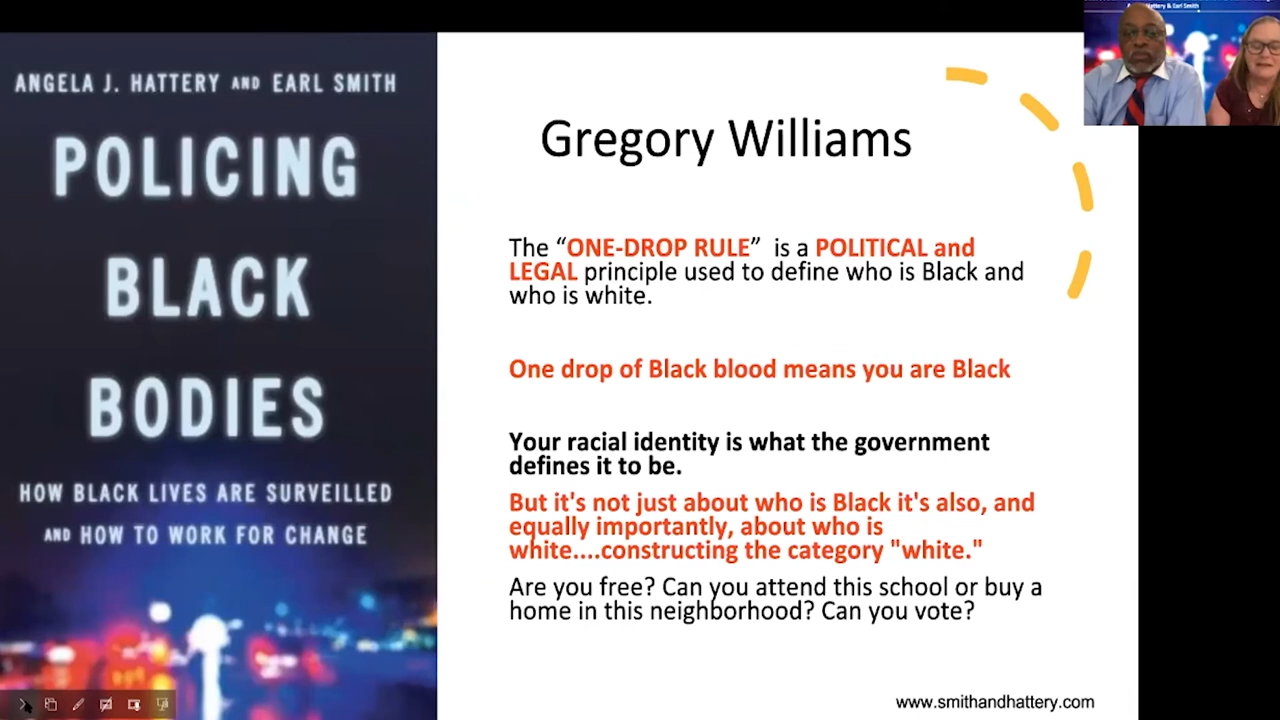 ANGELA J. HATTERY AND EARL SMITH
POLICING
BLACK
BODIES
HOW BLACK LIVES ARE SURVEILLED
AND HOW TO WORK FOR CHANGE
Gregory Williams
The “ONE-DROP RULE”  is a POLITICAL and
LEGAL principle used to define who is Black and
who is white.
One drop of Black blood means you are Black
Your racial identity is what the government
defines it to be.
But it's not just about who is Black it's also, and
equally importantly, about who is
white....constructing the category "white."
Are you free? Can you attend this school or buy a
home in this neighborhood? Can you vote?
www.smithandhattery.com
Hattery & Earl Smith